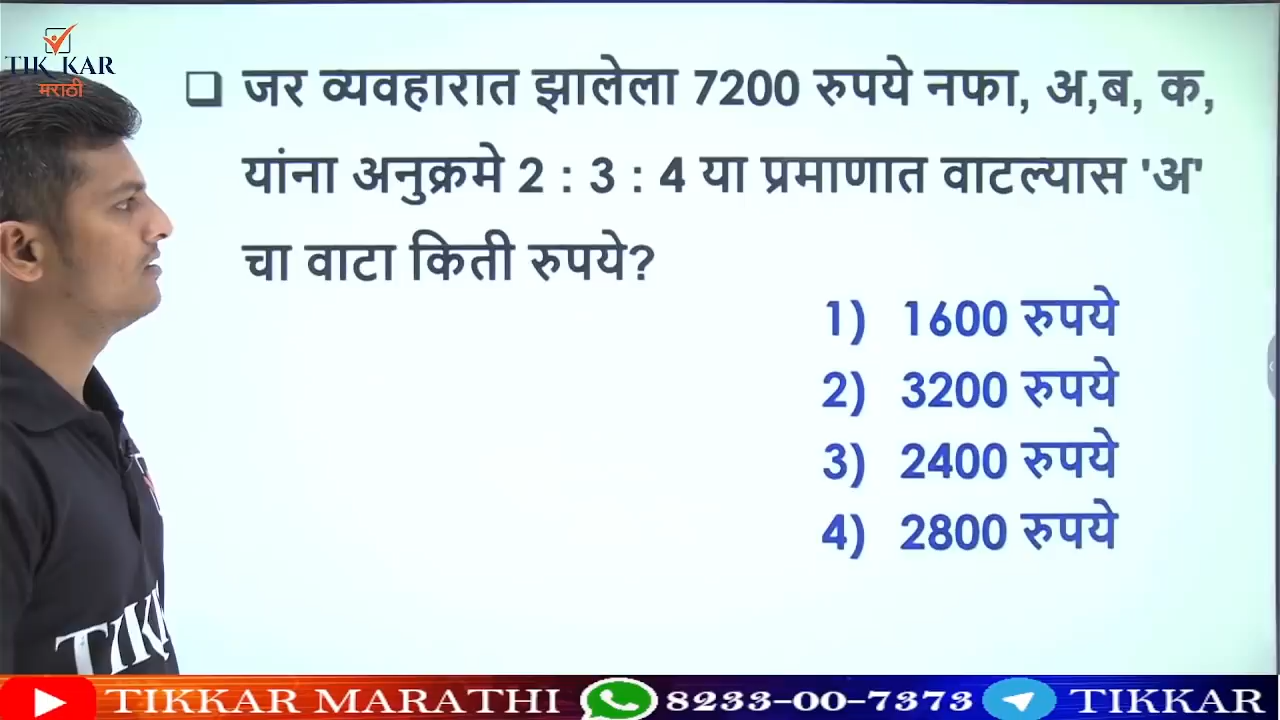 TIKKAR
मराठी
जर व्यवहारात झालेला 7200 रुपये नफा, अ,ब, क,
यांना अनुक्रमे 2 : 3 : 4 या प्रमाणात वाटल्यास 'अ'
चा वाटा किती रुपये?
1) 1600 रुपये
2) 3200 रुपये
3) 2400 रुपये
4) 2800 रुपये
TIKK
TIKKAR MARATHI 8233-00-7373 TIKKAR